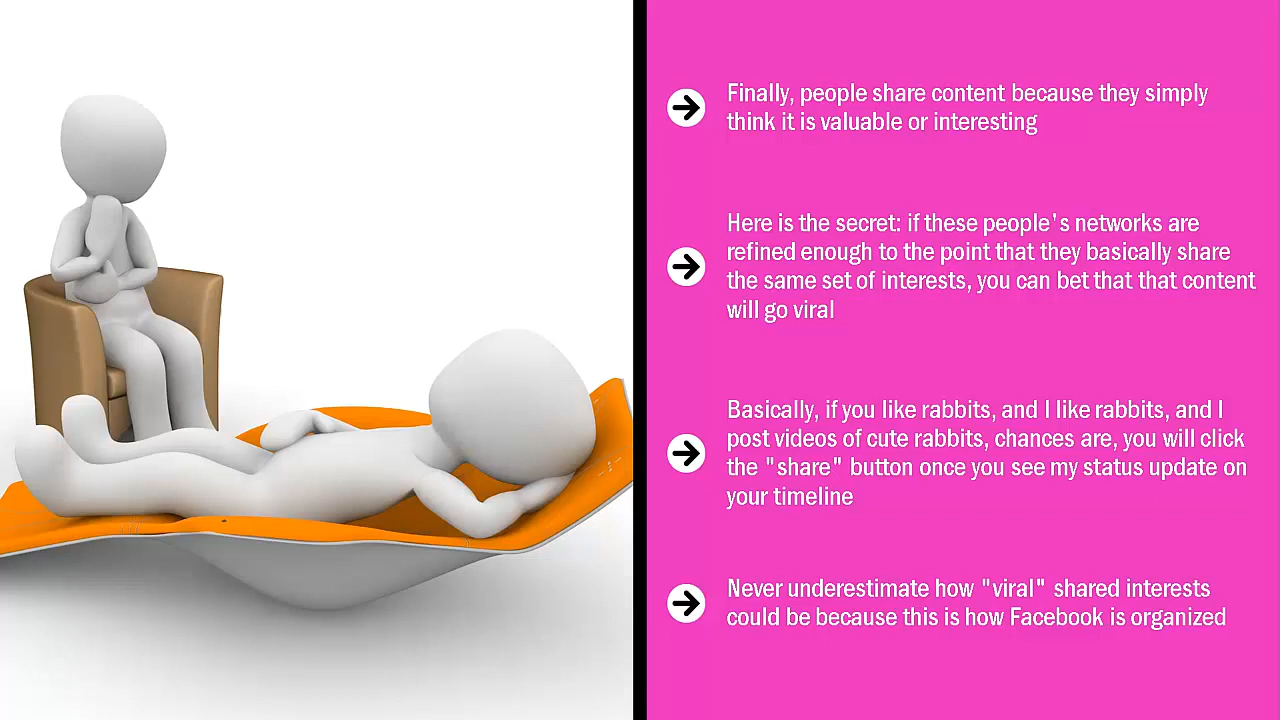 Finally, people share content because they simply
think it is valuable or interesting
Here is the secret: if these people's networks are
refined enough to the point that they basically share
the same set of interests, you can bet that that content
will go viral
Basically, if you like rabbits, and I like rabbits, and I
post videos of cute rabbits, chances are, you will click
the "share" button once you see my status update on
your timeline
Never underestimate how "viral" shared interests
could be because this is how Facebook is organized